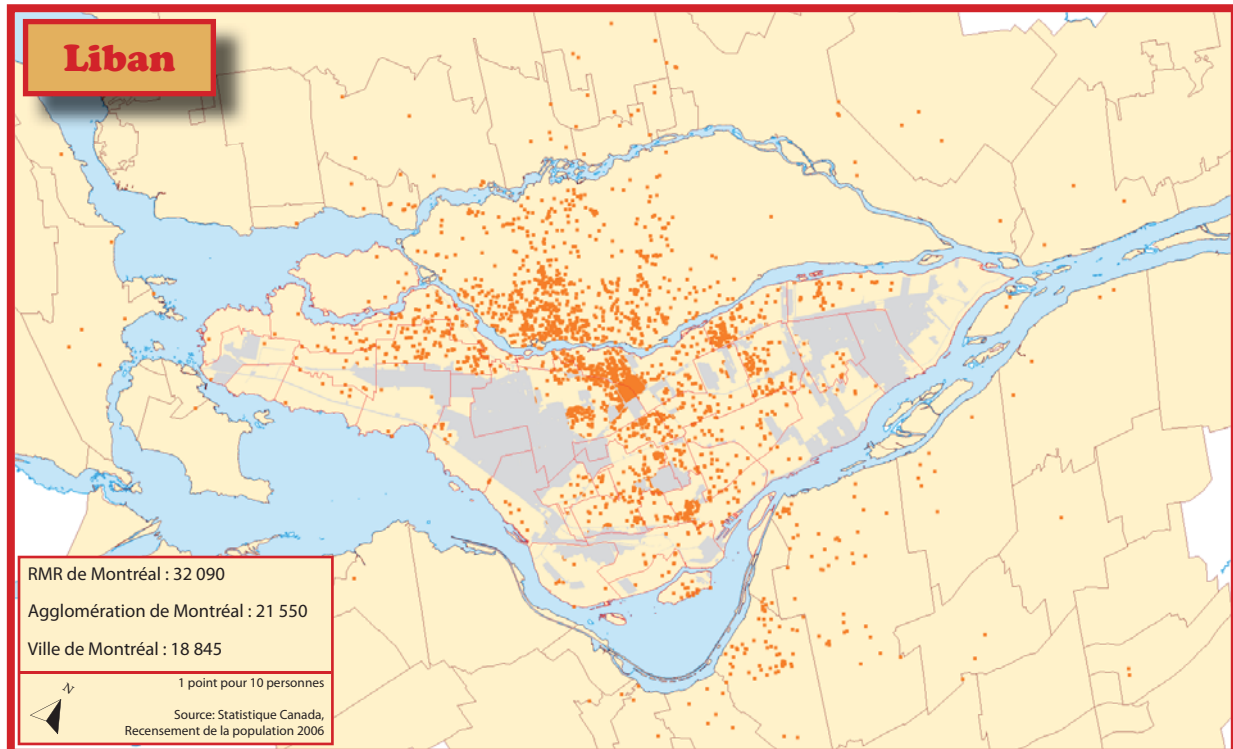 Liban
RMR de Montréal : 32 090
Agglomération de Montréal : 21 550
Ville de Montréal : 18 845
N
1 point pour 10 personnes
Source: Statistique Canada,
Recensement de la population 2006